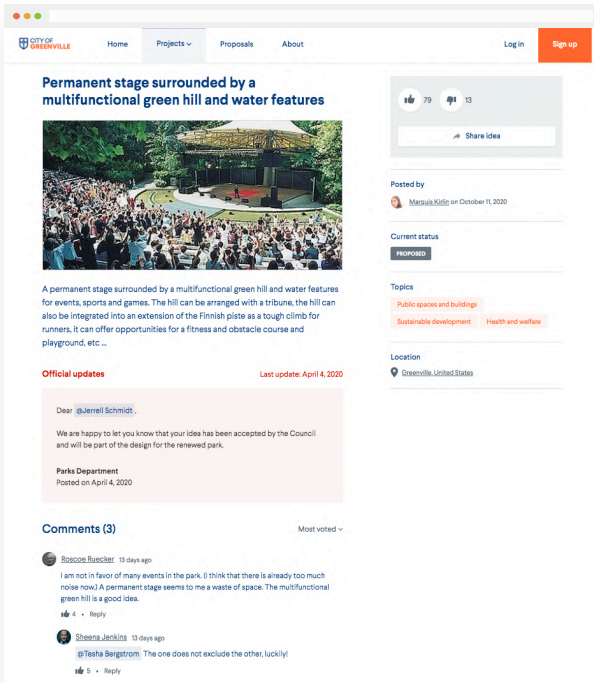 CITY OF
GREENVILLE
Home
Projects
Proposals
About
Log in
Sign up
Permanent stage surrounded by a
multifunctional green hill and water features
A permanent stage surrounded by a multifunctional green hill and water features
for events, sports and games. The hill can be arranged with a tribune, the hill can
also be integrated into an extension of the Finnish piste as a tough climb for
runners, it can offer opportunities for a fitness and obstacle course and
playground, etc ...
Official updates
Last update: April 4, 2020
Dear @Jerrell Schmidt ,
We are happy to let you know that your idea has been accepted by the Council
and will be part of the design for the renewed park.
Parks Department
Posted on April 4, 2020
Comments (3)
Most voted
Roscoe Ruecker 13 days ago
I am not in favor of many events in the park. (I think that there is already too much
noise now.) A permanent stage seems to me a waste of space. The multifunctional
green hill is a good idea.
4 • Reply
Sheena Jenkins 13 days ago
@Tesha Bergstrom The one does not exclude the other, luckily!
5 • Reply
79
13
Share idea
Posted by
Marquis Kirlin on October 11, 2020
Current status
PROPOSED
Topics
Public spaces and buildings
Sustainable development
Health and welfare
Location
Greenville, United States